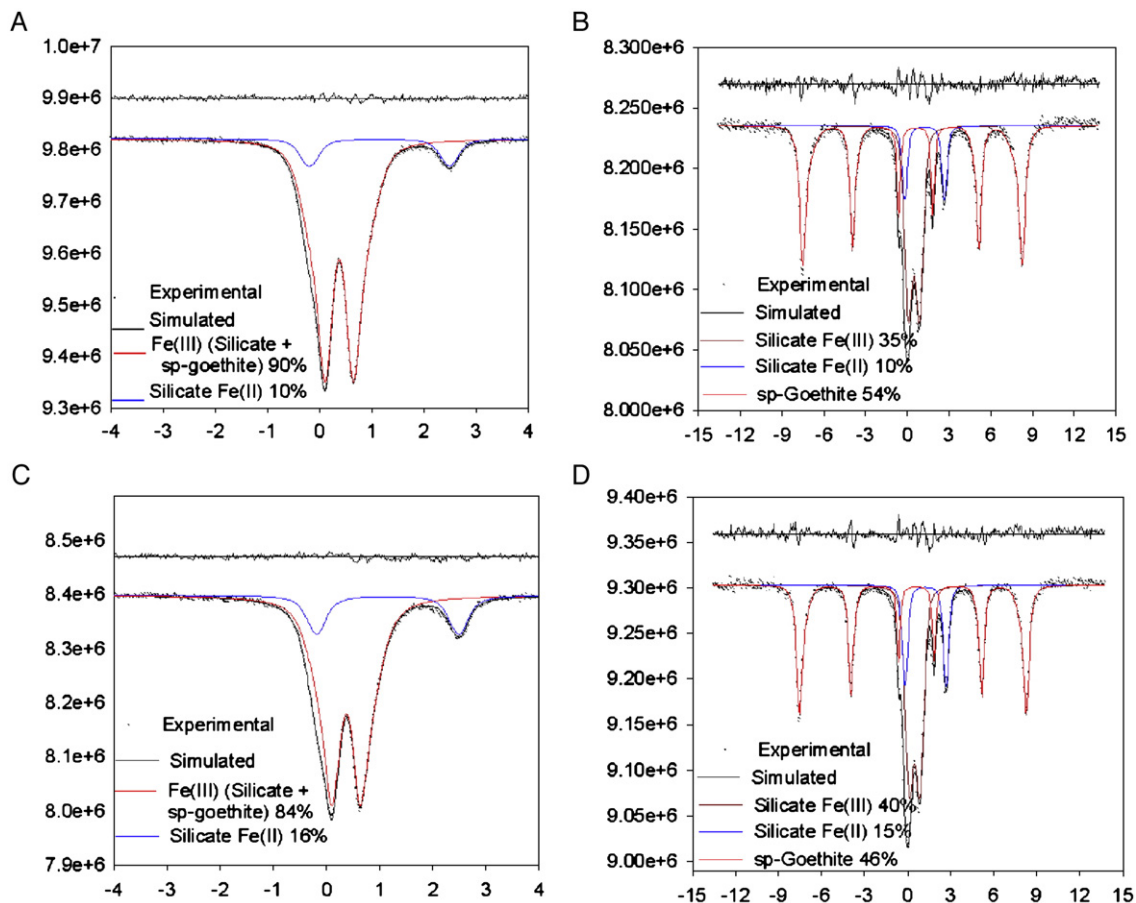 A
1.0e+7
9.9e+6
9.8e+6
9.7e+6
9.6e+6
9.5e+6
9.4e+6
9.3e+6
Experimental
Simulated
Fe(III) (Silicate +
sp-goethite) 90%
Silicate Fe(II) 10%
-4 -3 -2 -1 0 1 2 3 4
B
8.300e+6
8.250e+6
8.200e+6
8.150e+6
8.100e+6
8.050e+6
8.000e+6
Experimental
Simulated
Silicate Fe(III) 35%
Silicate Fe(II) 10%
sp-Goethite 54%
-15 -12 -9 -6 -3 0 3 6 9 12 15
C
8.5e+6
8.4e+6
8.3e+6
8.2e+6
8.1e+6
8.0e+6
7.9e+6
Experimental
Simulated
Fe(III) (Silicate +
sp-goethite) 84%
Silicate Fe(II) 16%
-4 -3 -2 -1 0 1 2 3 4
D
9.40e+6
9.35e+6
9.30e+6
9.25e+6
9.20e+6
9.15e+6
9.10e+6
9.05e+6
9.00e+6
Experimental
Simulated
Silicate Fe(III) 40%
Silicate Fe(II) 15%
sp-Goethite 46%
-15 -12 -9 -6 -3 0 3 6 9 12 15